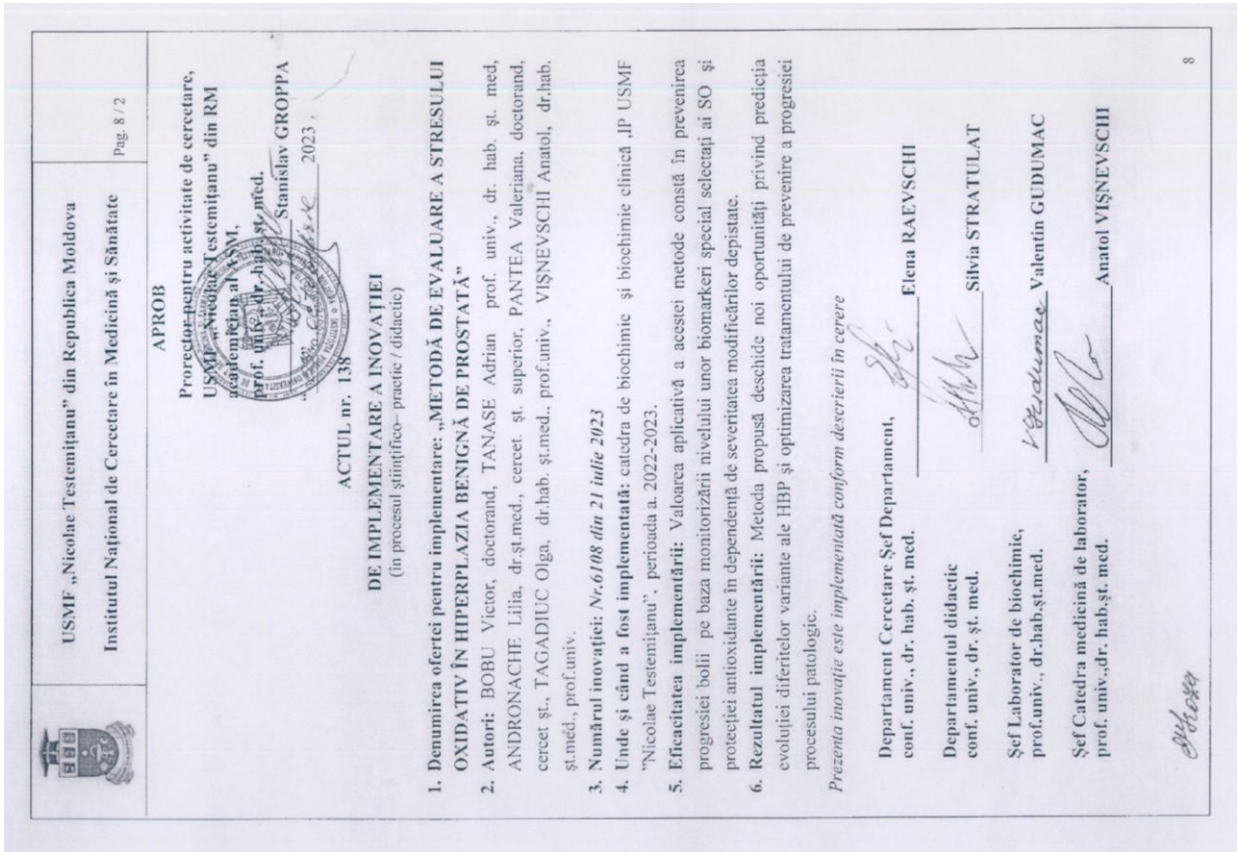 USMF „Nicolae Testemițanu” din Republica Moldova
Institutul Național de Cercetare în Medicină și Sănătate
Pag. 8 / 2
APROB
Prorector pentru activitate de cercetare,
USMF Nicolae Testemițanu” din RM
academician al AȘM,
prof. univ., dr. hab. șt. med.
Stanislav GROPPA
2023
ACTUL nr. 138
DE IMPLEMENTARE A INOVAȚIEI
(în procesul științifico– practic / didactic)
1. Denumirea ofertei pentru implementare: „METODĂ DE EVALUARE A STRESULUI
OXIDATIV ÎN HIPERPLAZIA BENIGNĂ DE PROSTATĂ”
2. Autori: BOBU Victor, doctorand, TANASE Adrian prof. univ., dr. hab. șt. med,
ANDRONACHE Lilia, dr.șt.med., cercet. șt. superior, PANTEA Valeriana, doctorand,
cercet șt., TAGADIUC Olga, dr.hab. șt.med., prof.univ., VIȘNEVSCHI Anatol, dr.hab.
șt.med., prof.univ.
3. Numărul inovației: Nr.6108 din 21 iulie 2023
4. Unde și când a fost implementată: catedra de biochimie și biochimie clinică „IP USMF
"Nicolae Testemițanu”, periouda a. 2022-2023.
5. Eficacitatea implementării: Valoarea aplicativă a acestei metode constă în prevenirea
progresiei bolii pe baza monitorizării nivelului unor biomarkeri special selectați ai SO și
protecției antioxidante în dependență de severitatea modificărilor depistate.
6. Rezultatul implementării: Metoda propusă deschide noi oportunități privind predicția
evoluției diferitelor variante ale HBP și optimizarea tratamentului de prevenire a progresiei
procesului patologic.
Prezenta inovație este implementată conform descrierii în cerere
Departament Cercetare Șef Departament,
conf. univ., dr. hab. șt. med. Elena RAEVSCHI
Departamentul didactic
conf. univ., dr. șt. med. Silvia STRATULAT
Șef Laborator de biochimie,
prof.univ., dr.hab.șt.med. Valentin GUDUMAC
Șef Catedra medicină de laborator,
prof. univ.,dr. hab.șt. med. Anatol VIȘNEVSCHI
8